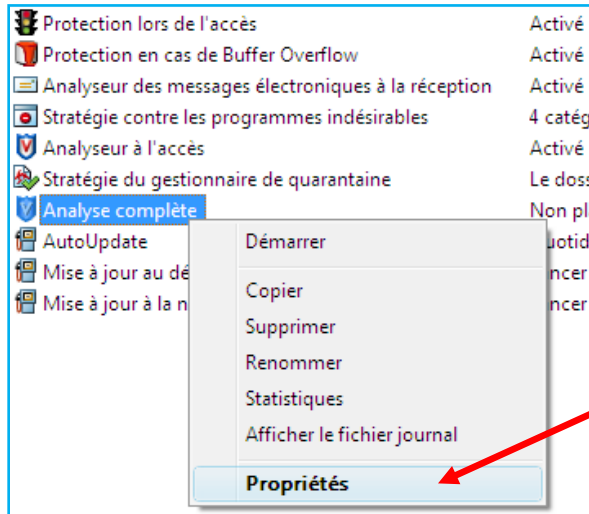 Protection lors de l'accès Activé
Protection en cas de Buffer Overflow Activé
Analyseur des messages électroniques à la réception Activé
Stratégie contre les programmes indésirables 4 catég
Analyseur à l'accès Activé
Stratégie du gestionnaire de quarantaine Le doss
Analyse complète Non pl
AutoUpdate uotid
Mise à jour au dé ncer
Mise à jour à la n ncer
Démarrer
Copier
Supprimer
Renommer
Statistiques
Afficher le fichier journal
Propriétés